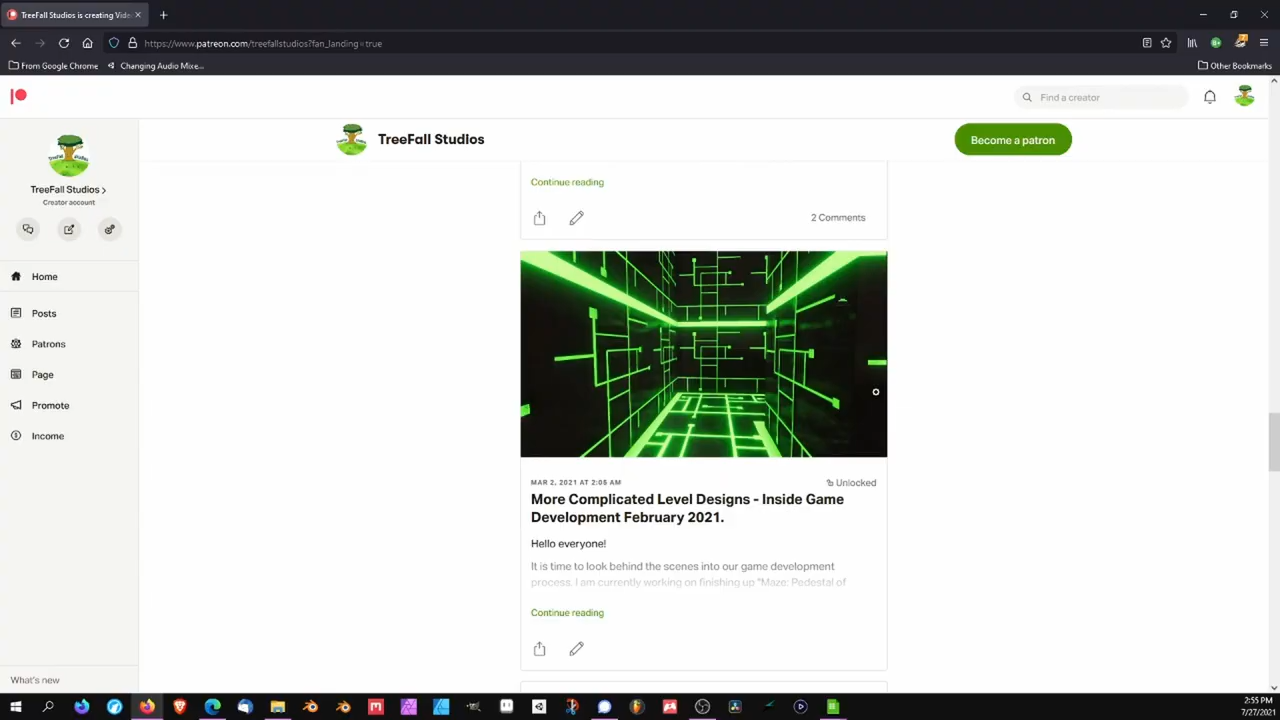 TreeFall Studios is creating Vide
https://www.patreon.com/treefallstudios?fan_landing=true
From Google Chrome
Changing Audio Mixe...
Other Bookmarks
Find a creator
TreeFall Studios
Become a patron
TreeFall Studios
Creator account
Home
Posts
Patrons
Page
Promote
Income
What's new
Continue reading
2 Comments
MAR 2, 2021 AT 2:05 AM
Unlocked
More Complicated Level Designs - Inside Game
Development February 2021.
Hello everyone!
It is time to look behind the scenes into our game development
process. I am currently working on finishing up "Maze: Pedestal of
Continue reading
2:55 PM
7/27/2021